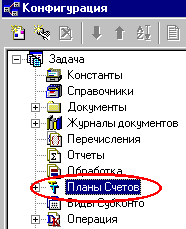 Конфигурация
Задача
Константы
Справочники
Документы
Журналы документов
Перечисления
Отчеты
Обработка
Планы Счетов
Виды Субконто
Операция